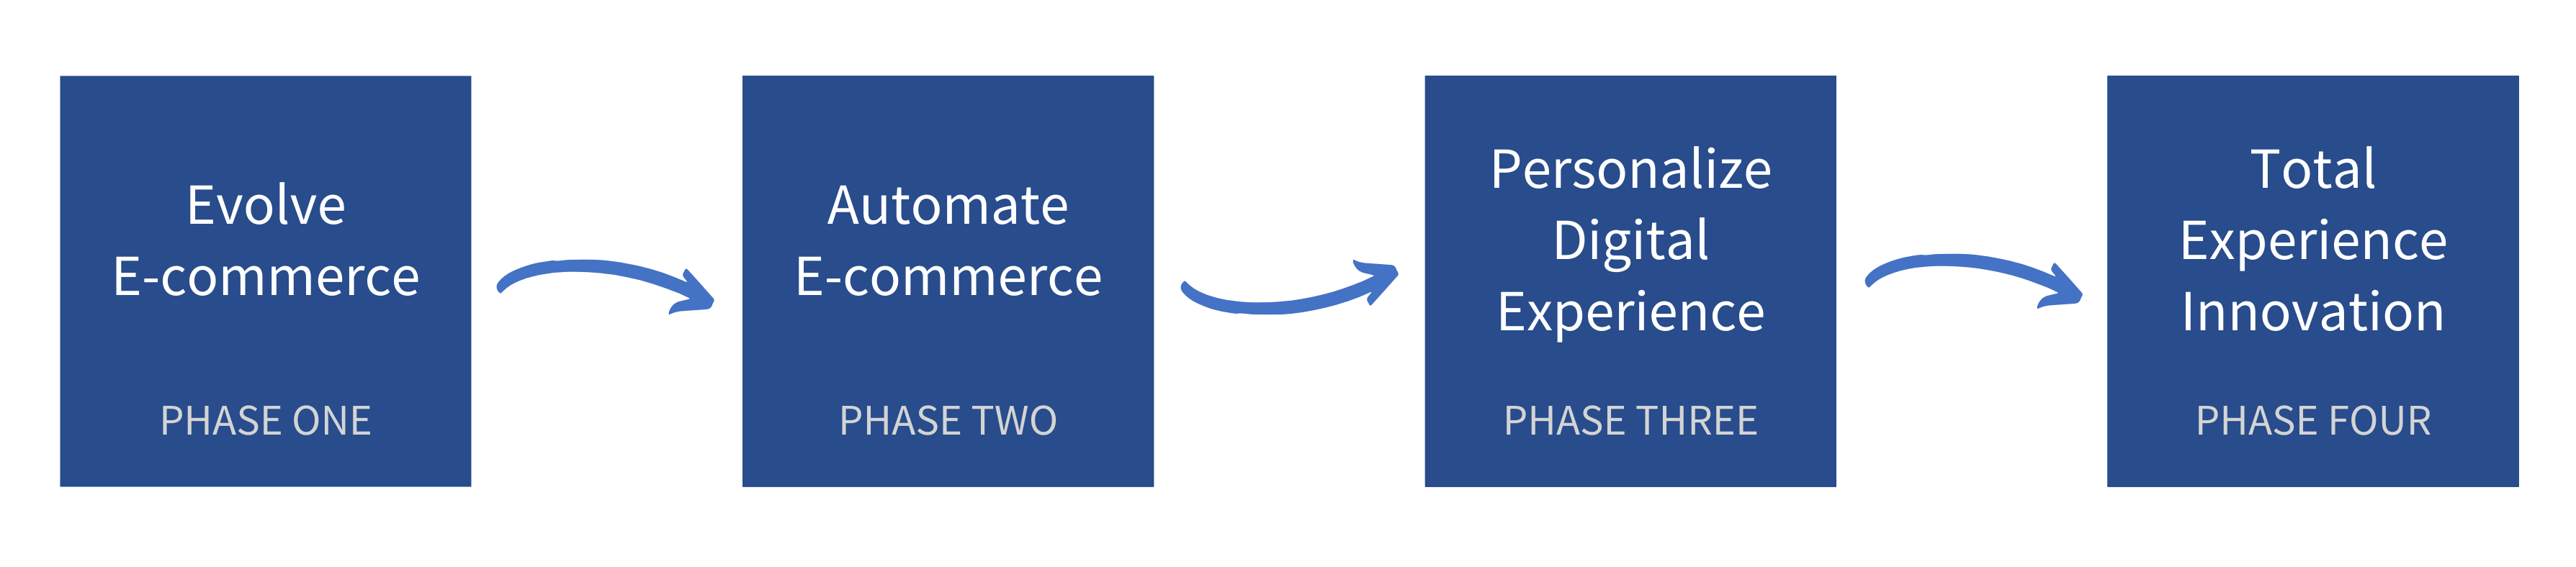 Evolve
E-commerce
PHASE ONE
Automate
E-commerce
PHASE TWO
Personalize
Digital
Experience
PHASE THREE
Total
Experience
Innovation
PHASE FOUR